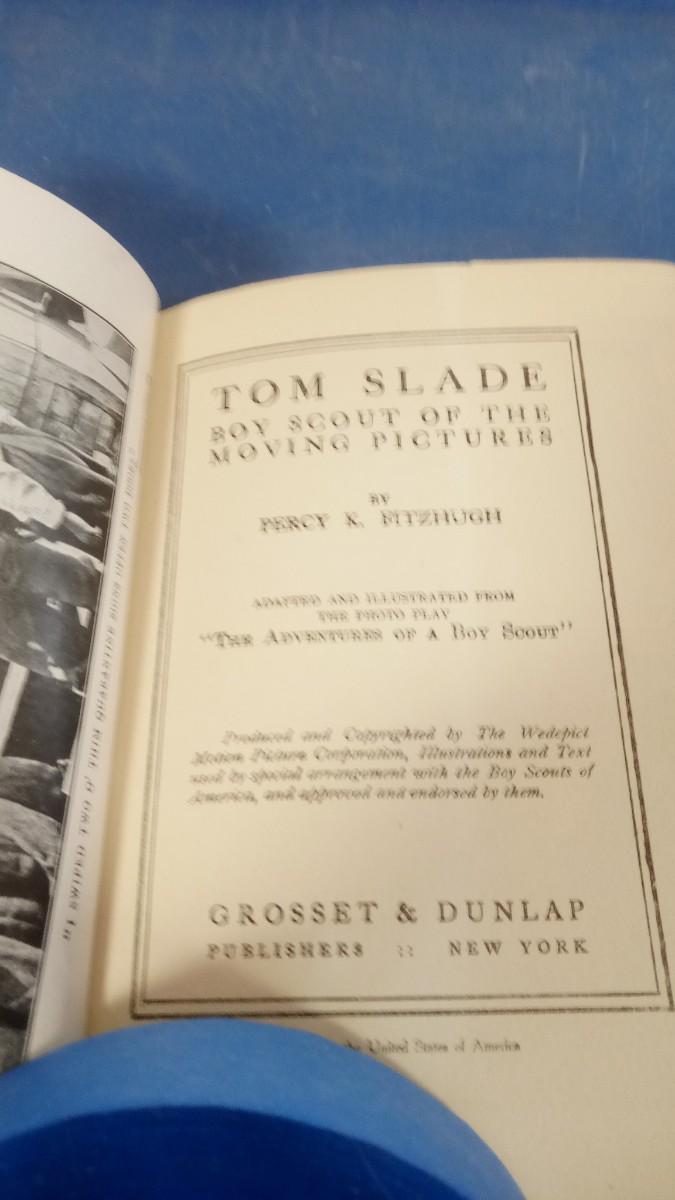 TOM SLADE
BOY SCOUT OF THE
MOVING PICTURES
BY
PERCY K. FITZHUGH
ADAPTED AND ILLUSTRATED FROM
THE PHOTO PLAY
"THE ADVENTURES OF A BOY SCOUT"
Produced and Copyrighted by The Wedepict
Motion Picture Corporation, Illustrations and Text
used by special arrangement with the Boy Scouts of
America, and approved and endorsed by them.
GROSSET & DUNLAP
PUBLISHERS :: NEW YORK
United States of America